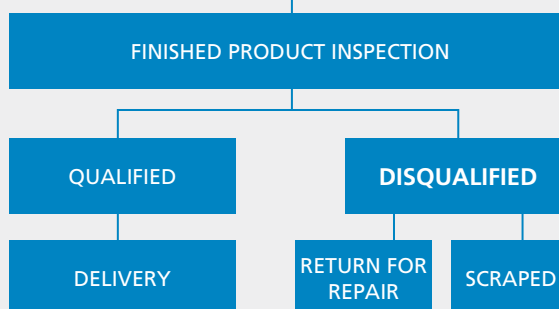 FINISHED PRODUCT INSPECTION
QUALIFIED
DISQUALIFIED
DELIVERY
RETURN FOR
REPAIR
SCRAPED